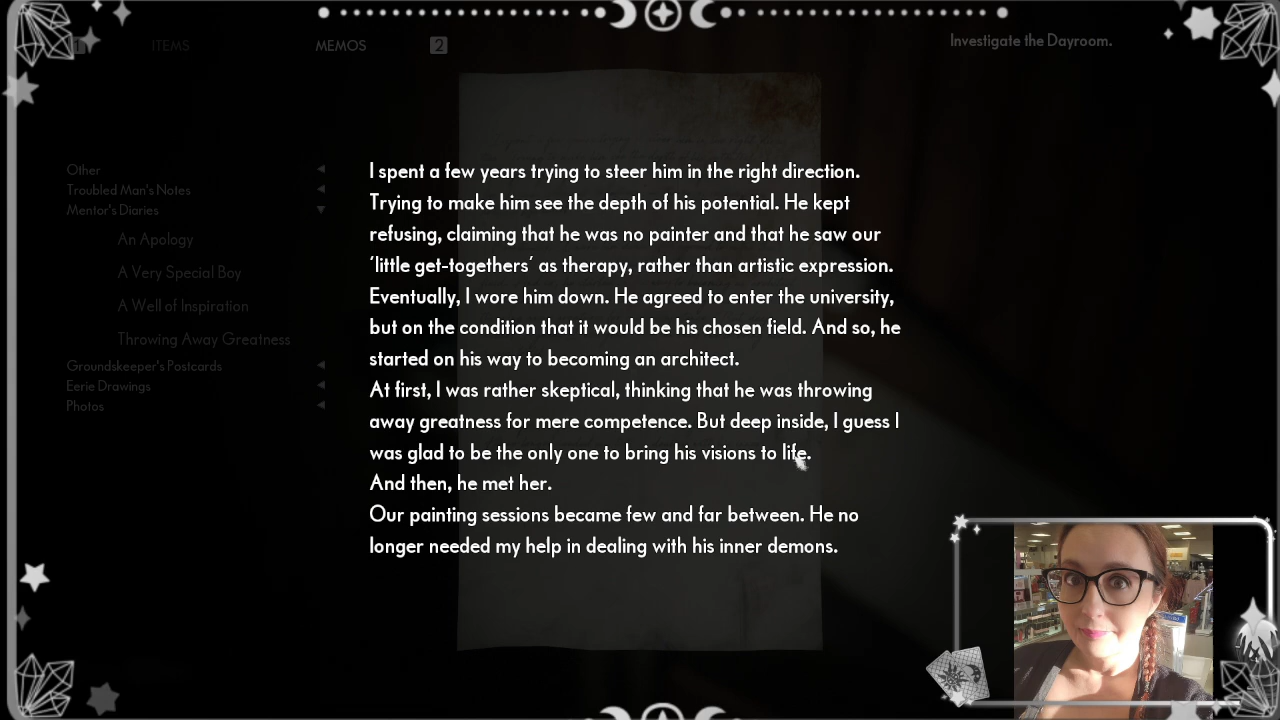 1
ITEMS
MEMOS
2
Investigate the Dayroom.
Other
Troubled Man's Notes
Mentor's Diaries
An Apology
A Very Special Boy
A Well of Inspiration
Throwing Away Greatness
Groundskeeper's Postcards
Eerie Drawings
Photos
I spent a few years trying to steer him in the right direction.
Trying to make him see the depth of his potential. He kept
refusing, claiming that he was no painter and that he saw our
'little get-togethers' as therapy, rather than artistic expression.
Eventually, I wore him down. He agreed to enter the university,
but on the condition that it would be his chosen field. And so, he
started on his way to becoming an architect.
At first, I was rather skeptical, thinking that he was throwing
away greatness for mere competence. But deep inside, I guess I
was glad to be the only one to bring his visions to life.
And then, he met her.
Our painting sessions became few and far between. He no
longer needed my help in dealing with his inner demons.